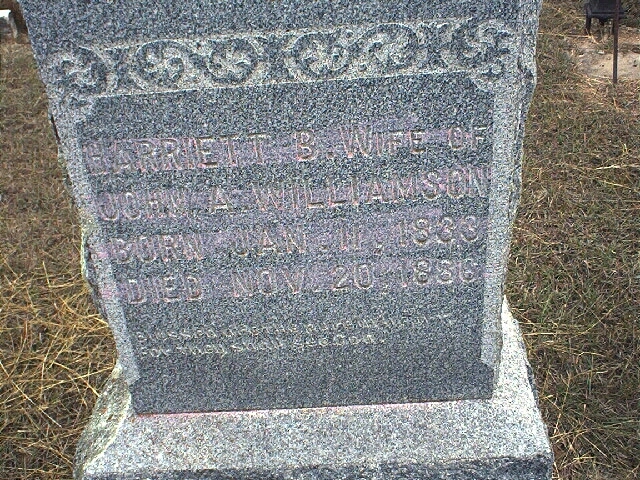 HARRIETT B. WIFE OF
JOHN A. WILLIAMSON
BORN JAN. 11, 1833
DIED NOV. 20, 1886
BLESSED ARE THE PURE IN HEART
FOR THEY SHALL SEE GOD.